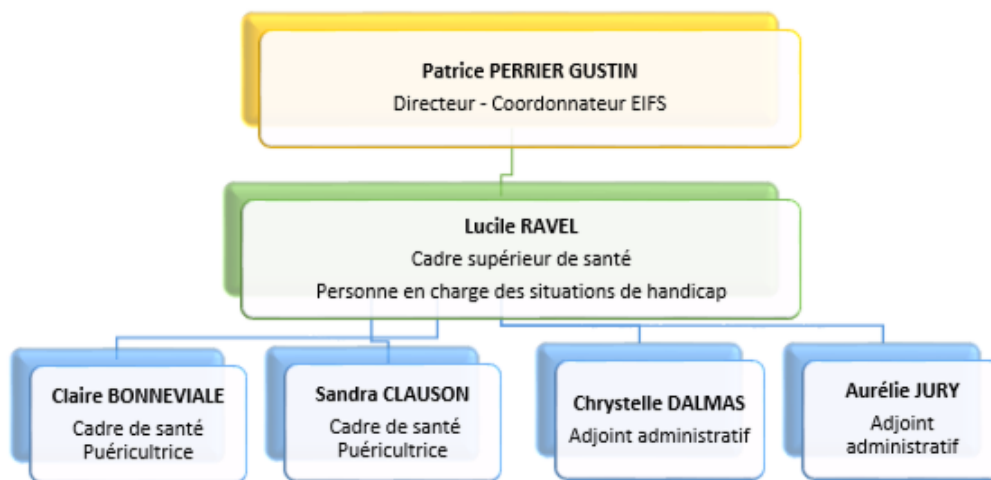 Patrice PERRIER GUSTIN
Directeur - Coordonnateur EIFS
Lucile RAVEL
Cadre supérieur de santé
Personne en charge des situations de handicap
Claire BONNEVIALE
Cadre de santé
Puéricultrice
Sandra CLAUSON
Cadre de santé
Puéricultrice
Chrystelle DALMAS
Adjoint administratif
Aurélie JURY
Adjoint
administratif